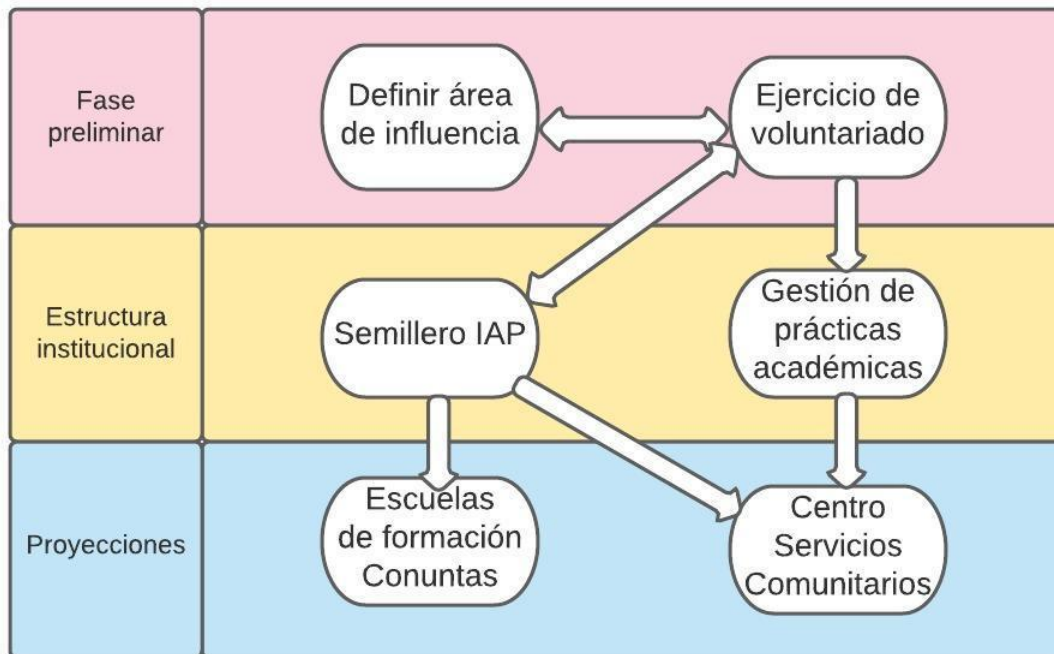 Fase
preliminar
Definir área
de influencia
Ejercicio de
voluntariado
Estructura
institucional
Semillero IAP
Gestión de
prácticas
académicas
Proyecciones
Escuelas
de formación
Conuntas
Centro
Servicios
Comunitarios